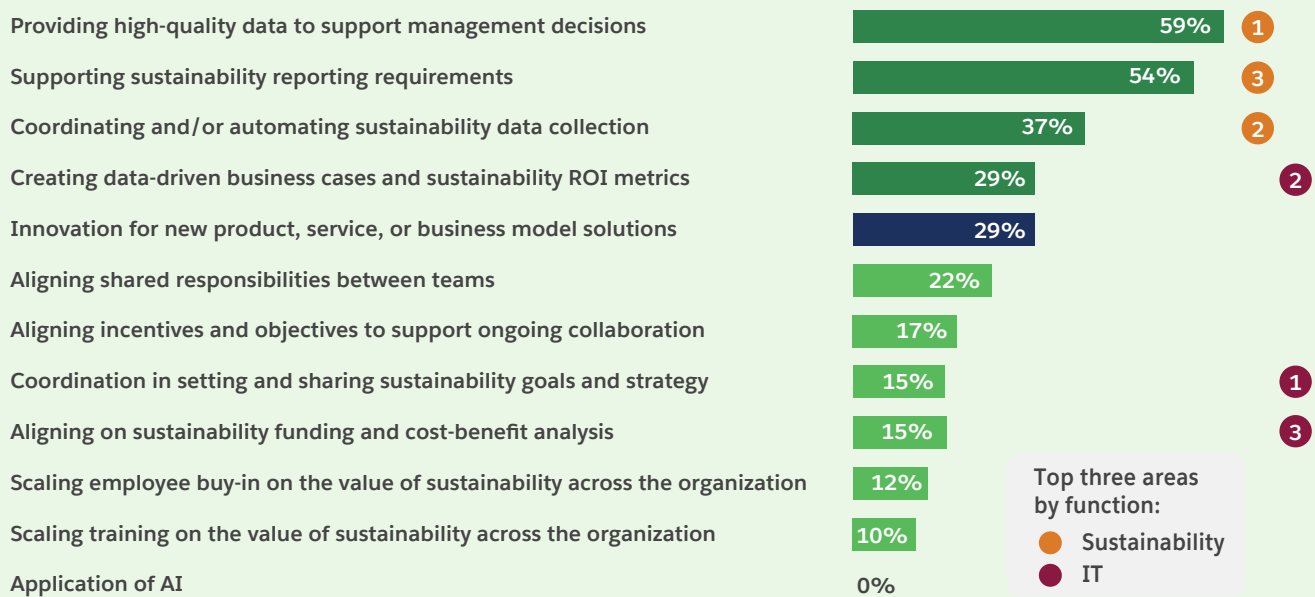 Providing high-quality data to support management decisions 59% 1
Supporting sustainability reporting requirements 54% 3
Coordinating and/or automating sustainability data collection 37% 2
Creating data-driven business cases and sustainability ROI metrics 29% 2
Innovation for new product, service, or business model solutions 29%
Aligning shared responsibilities between teams 22%
Aligning incentives and objectives to support ongoing collaboration 17%
Coordination in setting and sharing sustainability goals and strategy 15% 1
Aligning on sustainability funding and cost-benefit analysis 15% 3
Scaling employee buy-in on the value of sustainability across the organization 12%
Scaling training on the value of sustainability across the organization 10%
Application of AI 0%
Top three areas
by function:
Sustainability
IT